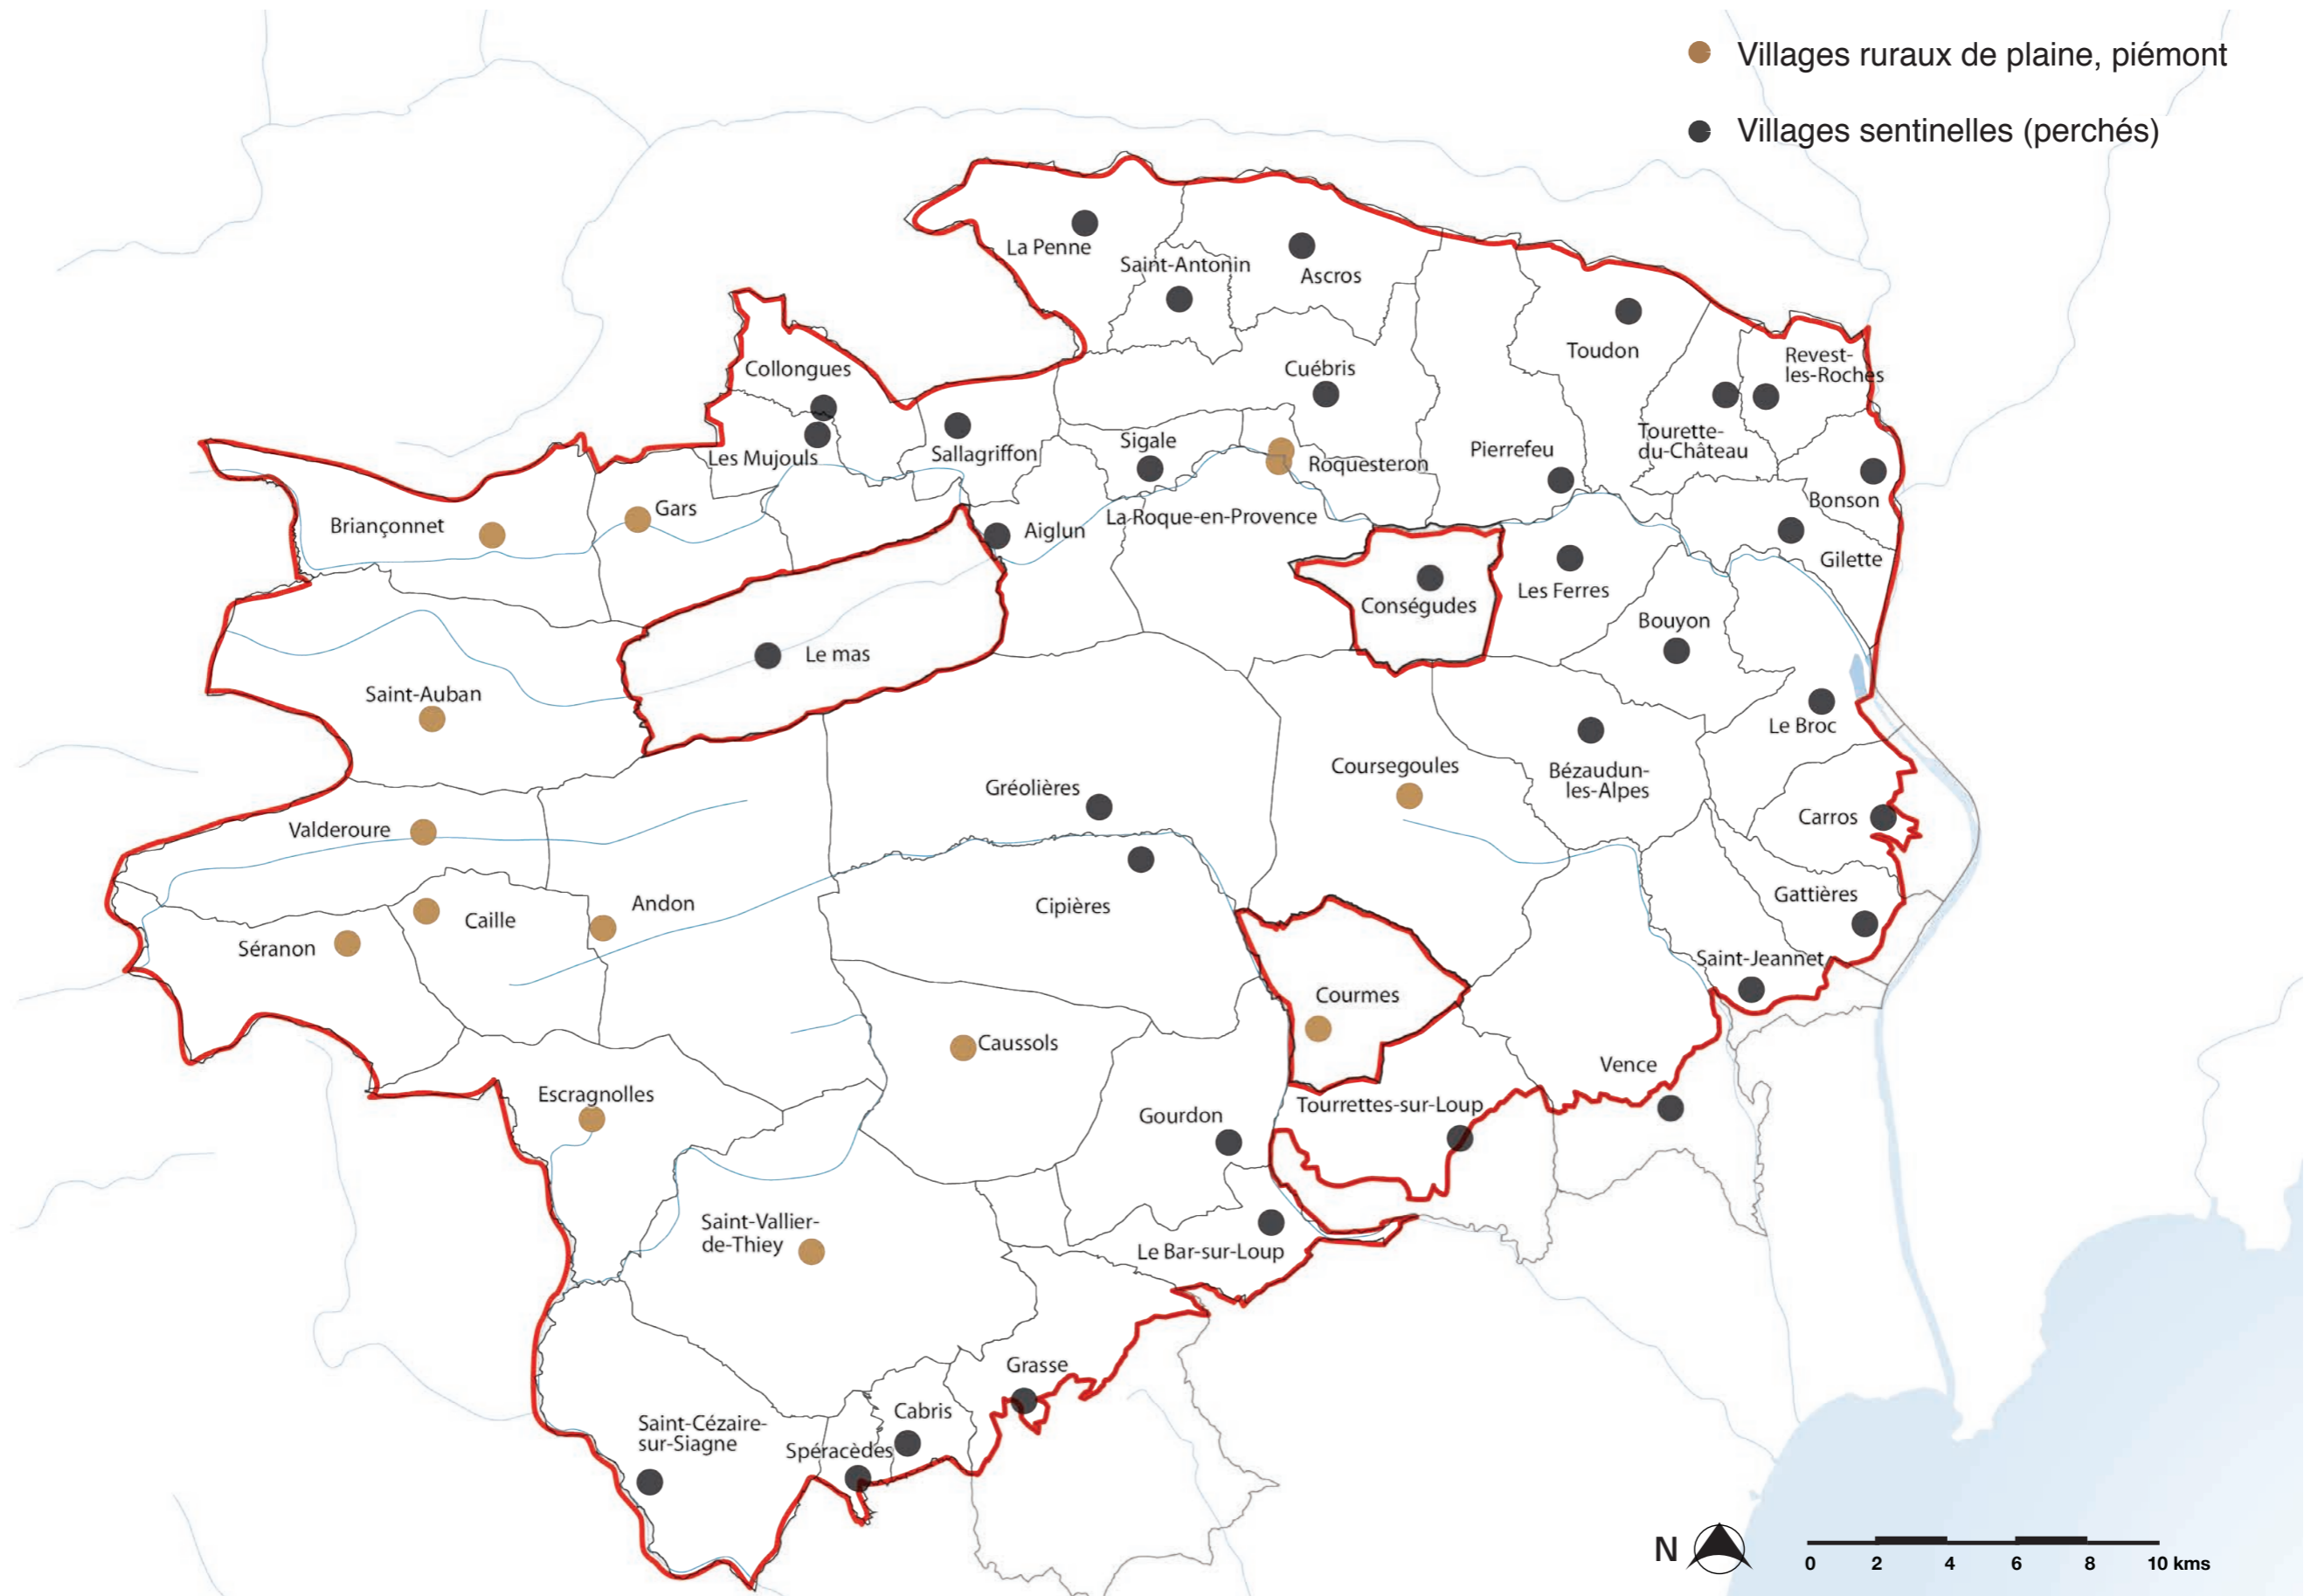 Villages ruraux de plaine, piémont
Villages sentinelles (perchés)
La Penne
Saint-Antonin
Ascros
Toudon
Revest-
les-Roches
Collongues
Cuébris
Les Mujouls
Sallagriffon
Sigale
Roquesteron
Pierrefeu
Tourette-
du-Château
Bonson
Briançonnet
Gars
Aiglun
La Roque-en-Provence
Gilette
Conségudes
Les Ferres
Bouyon
Le mas
Saint-Auban
Le Broc
Gréolières
Coursegoules
Bézaudun-
les-Alpes
Valderoure
Carros
Andon
Caille
Cipières
Gattières
Séranon
Saint-Jeannet
Courmes
Caussols
Vence
Escragnolles
Gourdon
Tourrettes-sur-Loup
Saint-Vallier-
de-Thiey
Le Bar-sur-Loup
Grasse
Cabris
Saint-Cézaire-
sur-Siagne
Spéracèdes
N
0 2 4 6 8 10 kms